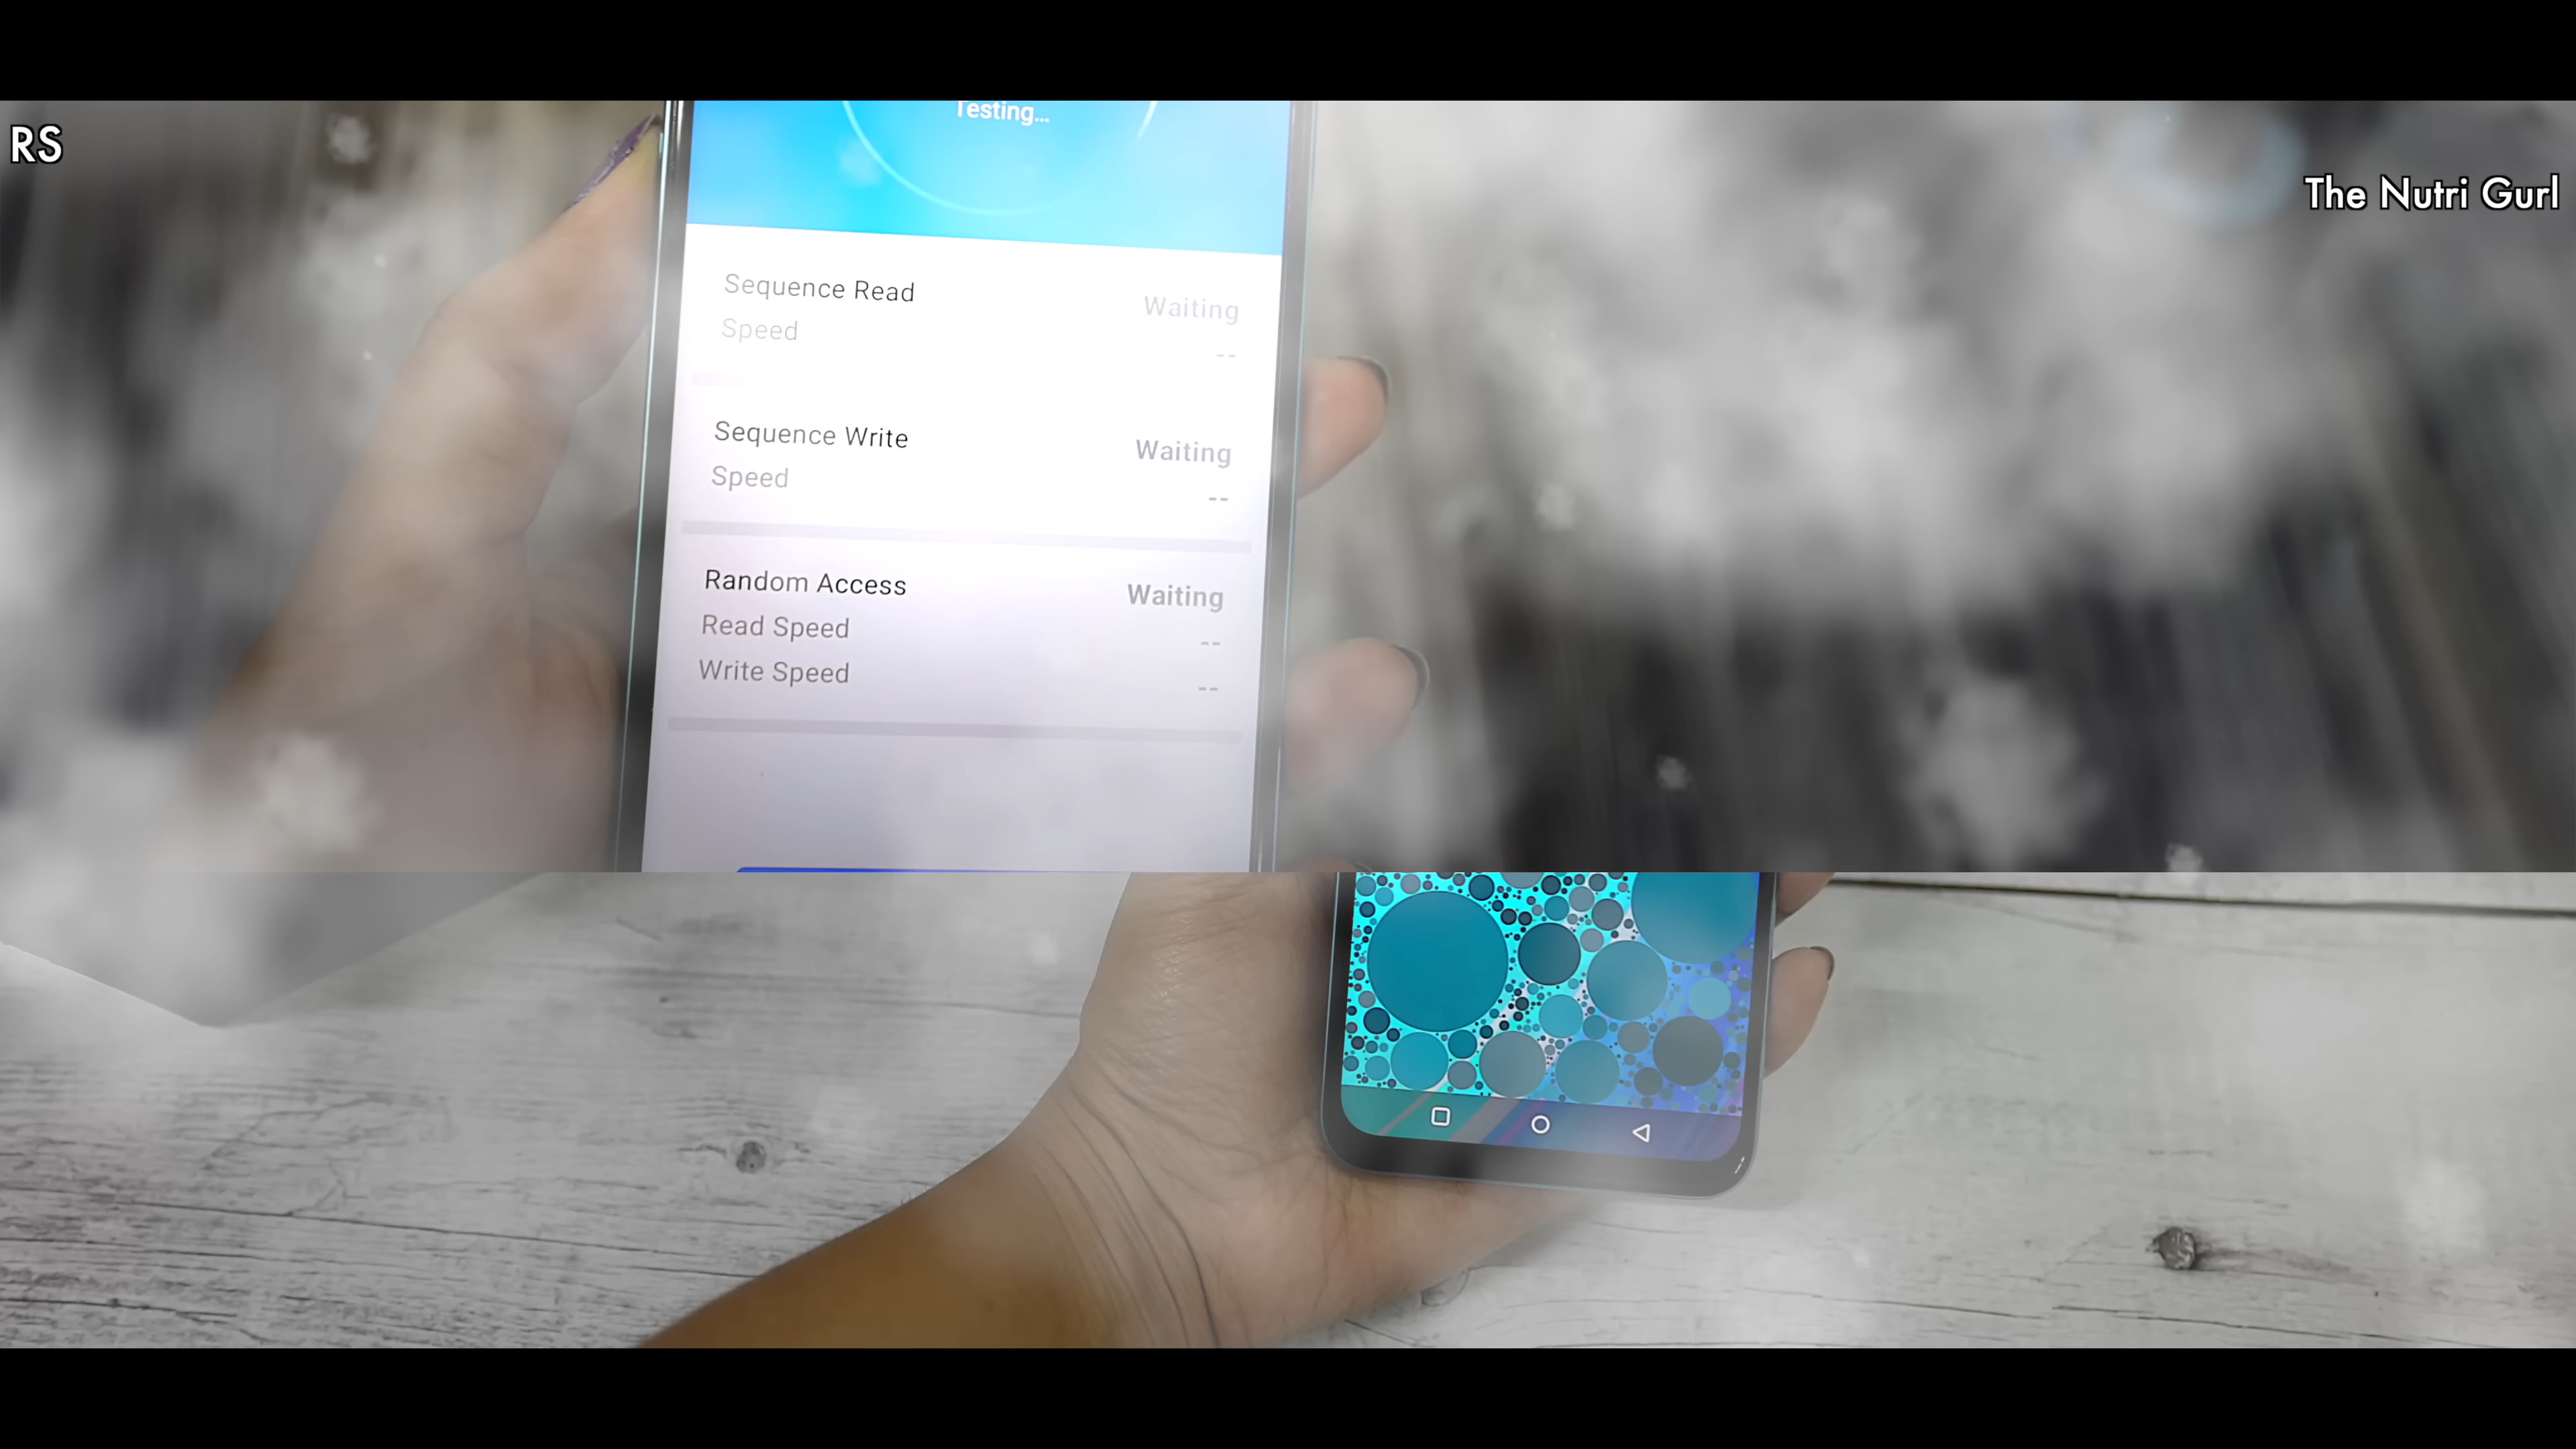 RS
The Nutri Gurl
Testing...
Sequence Read
Waiting
Speed
--
Sequence Write
Waiting
Speed
--
Random Access
Waiting
Read Speed
--
Write Speed
--